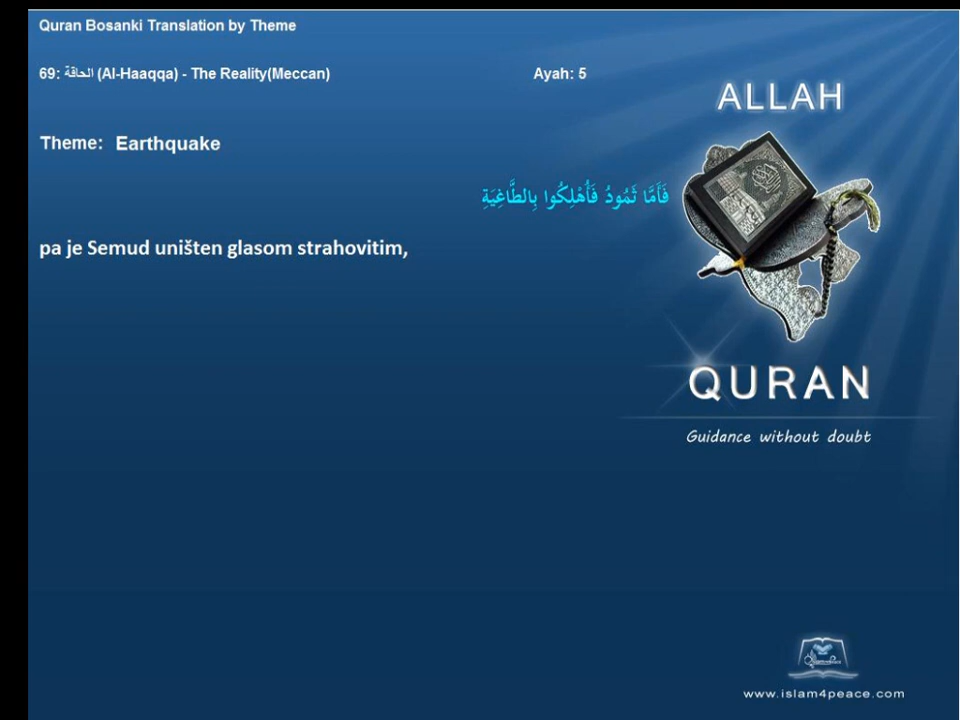 Quran Bosanki Translation by Theme
69: الحاقة (Al-Haaqqa) - The Reality(Meccan) Ayah: 5
ALLAH
Theme: Earthquake
فَأَمَّا ثَمُودُ فَأُهْلِكُوا بِالطَّاغِيَةِ
pa je Semud uništen glasom strahovitim,
QURAN
Guidance without doubt
www.islam4peace.com